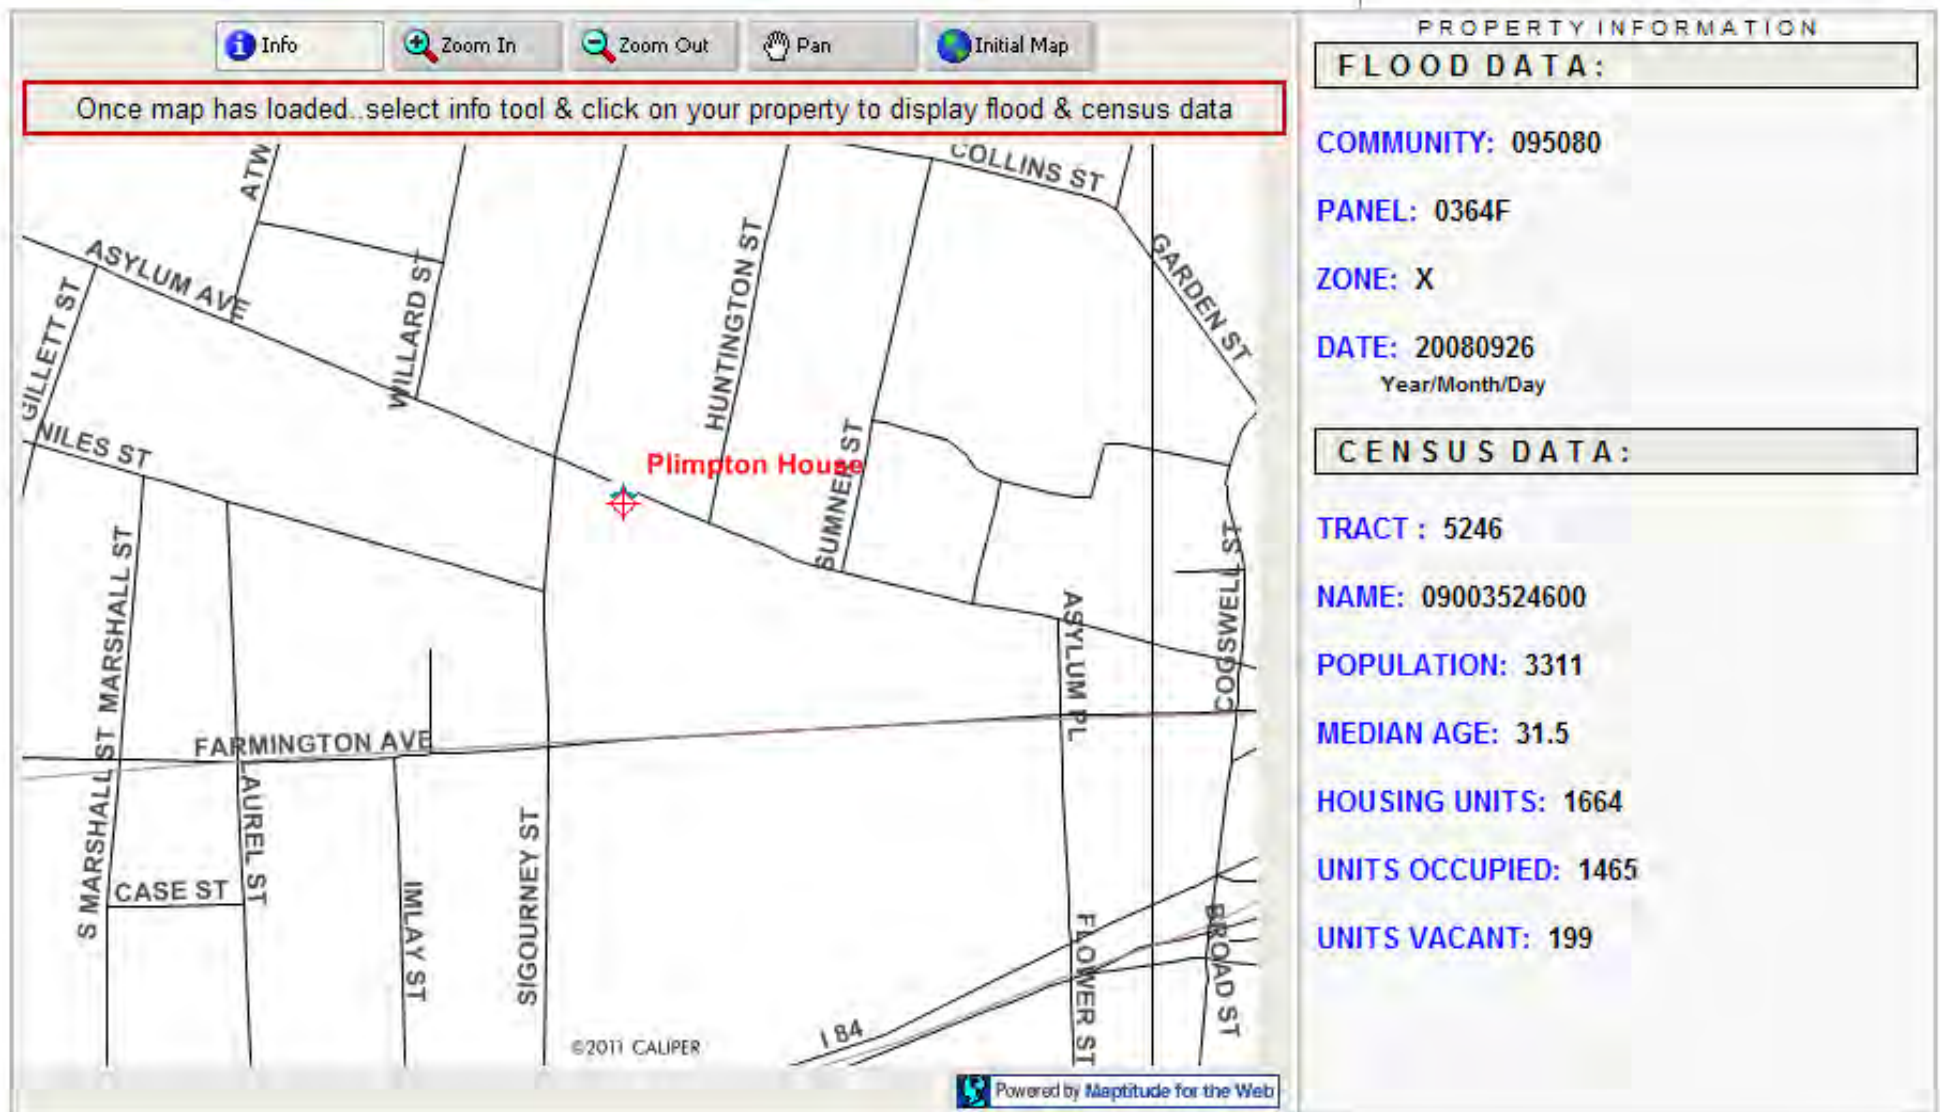 Info
Zoom In
Zoom Out
Pan
Initial Map
Once map has loaded..select info tool & click on your property to display flood & census data
ATW
COLLINS ST
ASYLUM AVE
WILLARD ST
HUNTINGTON ST
GARDEN ST
GILLETT ST
NILES ST
Plimpton House
SUMNER ST
S MARSHALL ST
MARSHALL ST
ASYLUM PL
COGSWELL ST
FARMINGTON AVE
LAUREL ST
CASE ST
IMLAY ST
SIGOURNEY ST
FLOWER ST
BROAD ST
I 84
©2011 CALIPER
Powered by Maptitude for the Web
PROPERTY INFORMATION
FLOOD DATA:
COMMUNITY: 095080
PANEL: 0364F
ZONE: X
DATE: 20080926
Year/Month/Day
CENSUS DATA:
TRACT : 5246
NAME: 09003524600
POPULATION: 3311
MEDIAN AGE: 31.5
HOUSING UNITS: 1664
UNITS OCCUPIED: 1465
UNITS VACANT: 199